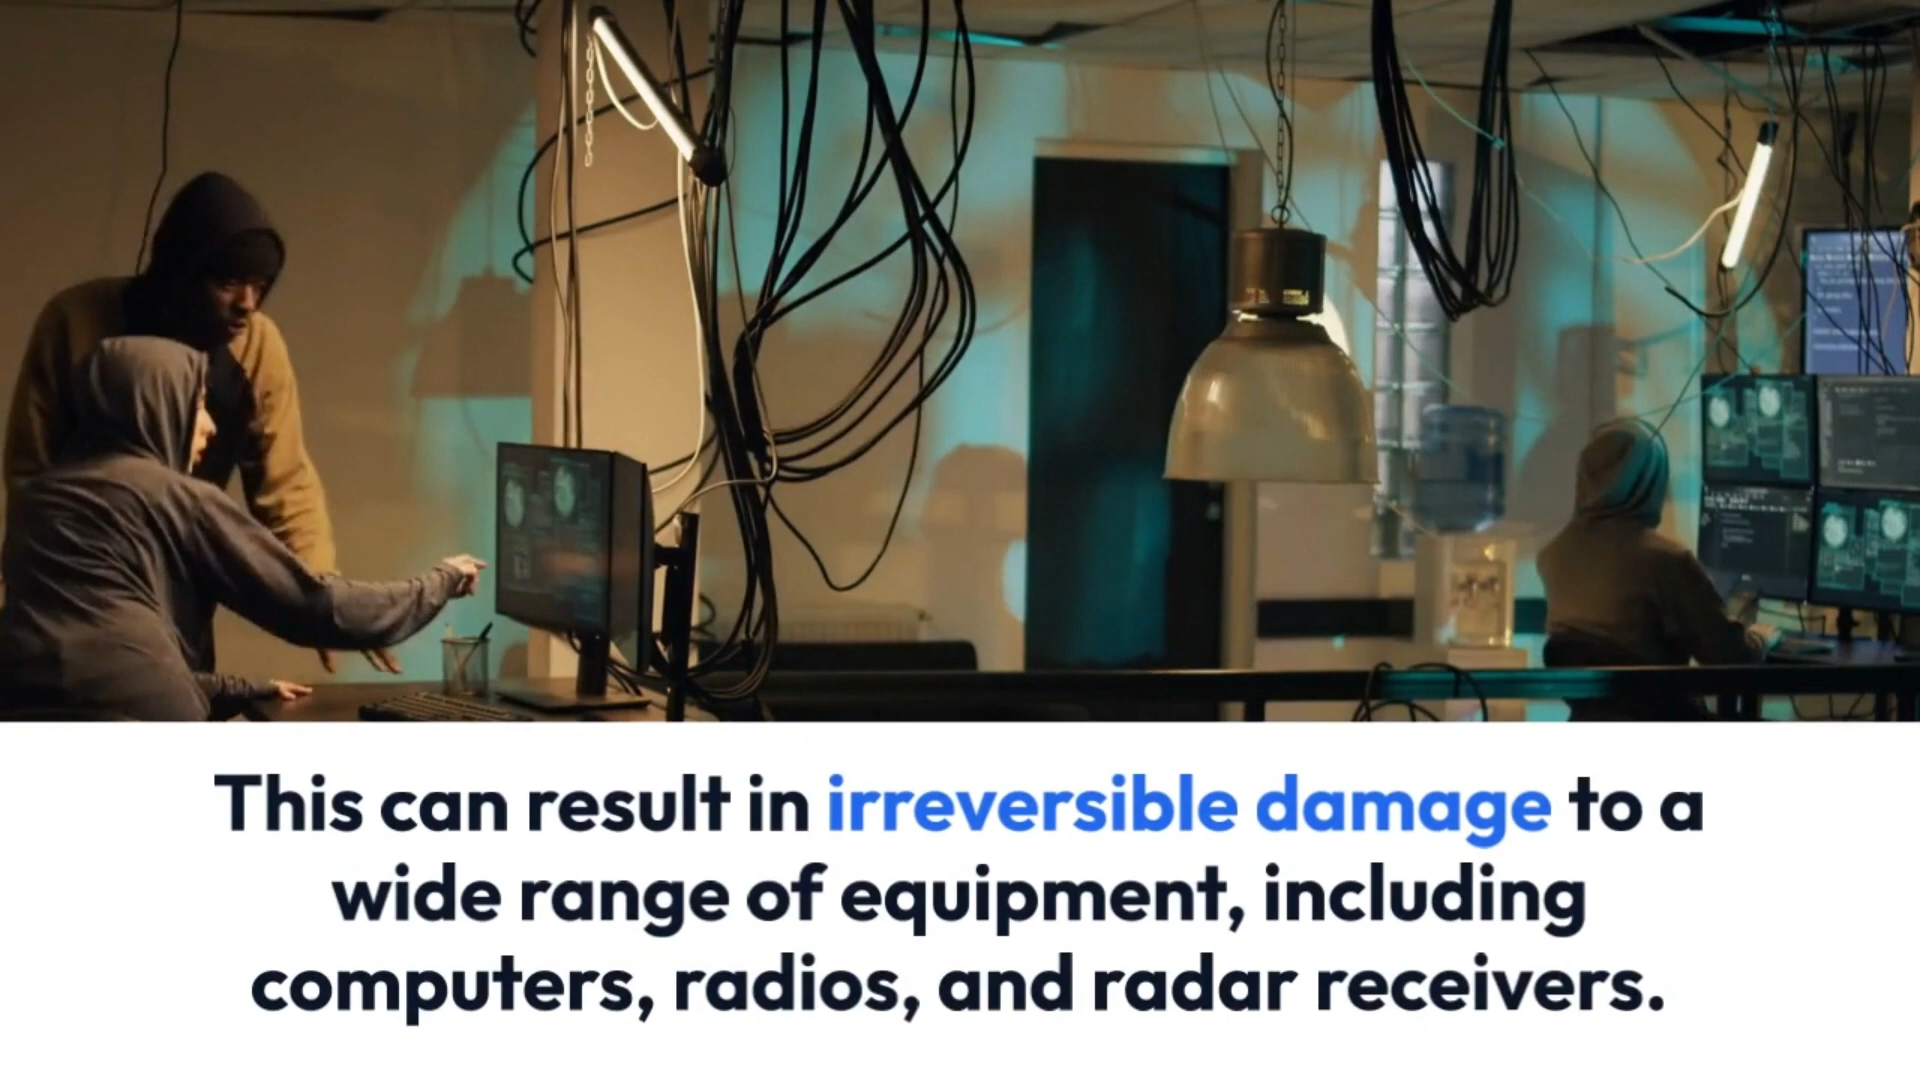 This can result in irreversible damage to a
wide range of equipment, including
computers, radios, and radar receivers.